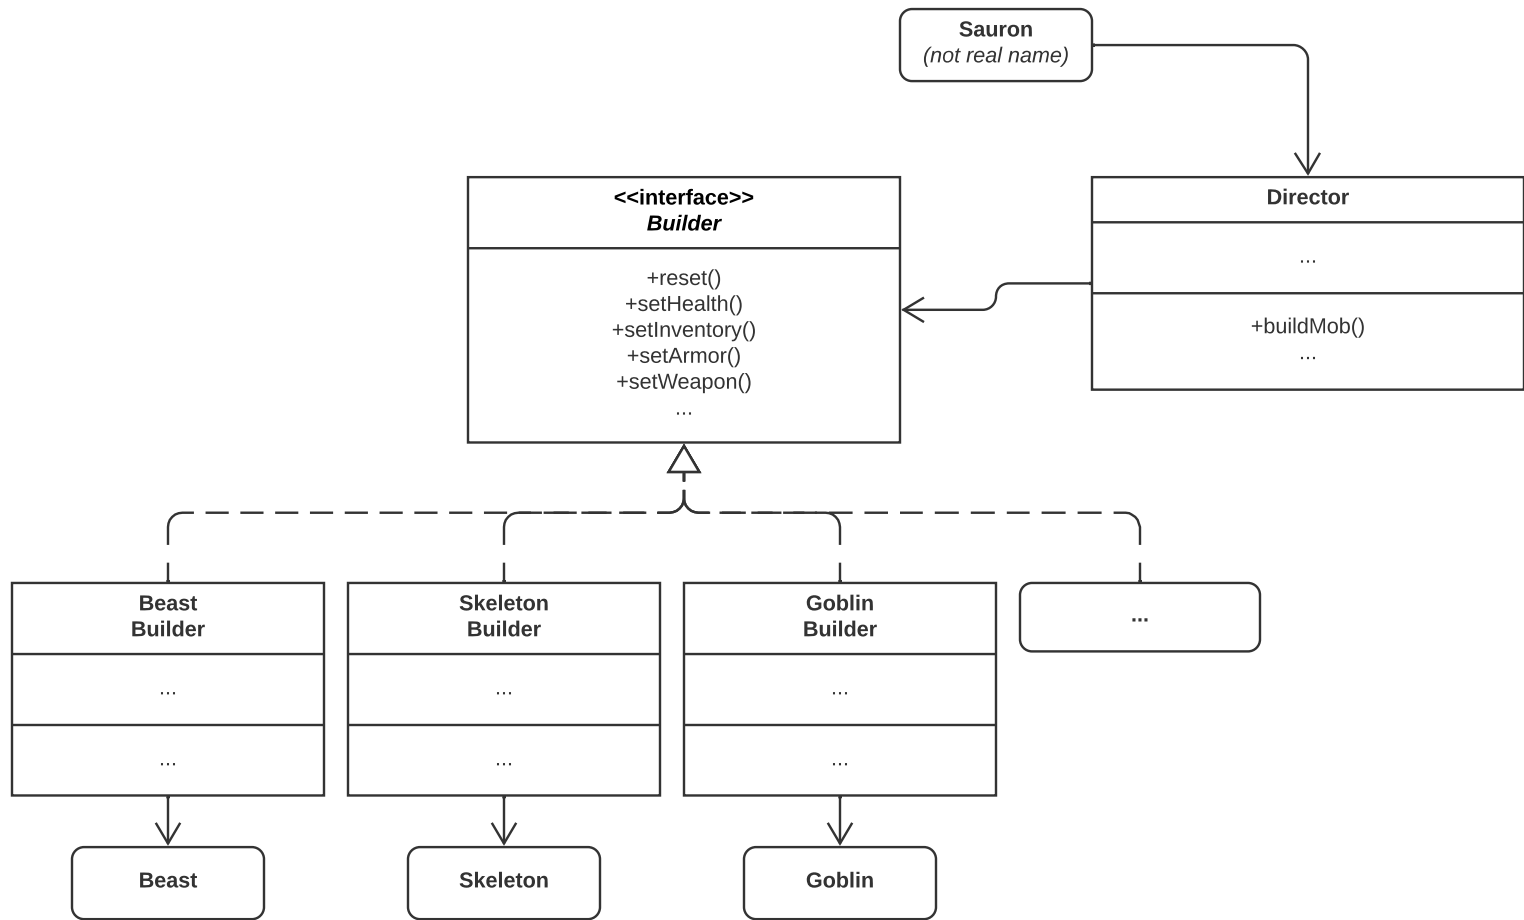 Sauron
(not real name)
<<interface>>
Builder
+reset()
+setHealth()
+setInventory()
+setArmor()
+setWeapon()
...
Director
...
+buildMob()
...
Beast
Builder
...
...
Skeleton
Builder
...
...
Goblin
Builder
...
...
...
Beast
Skeleton
Goblin